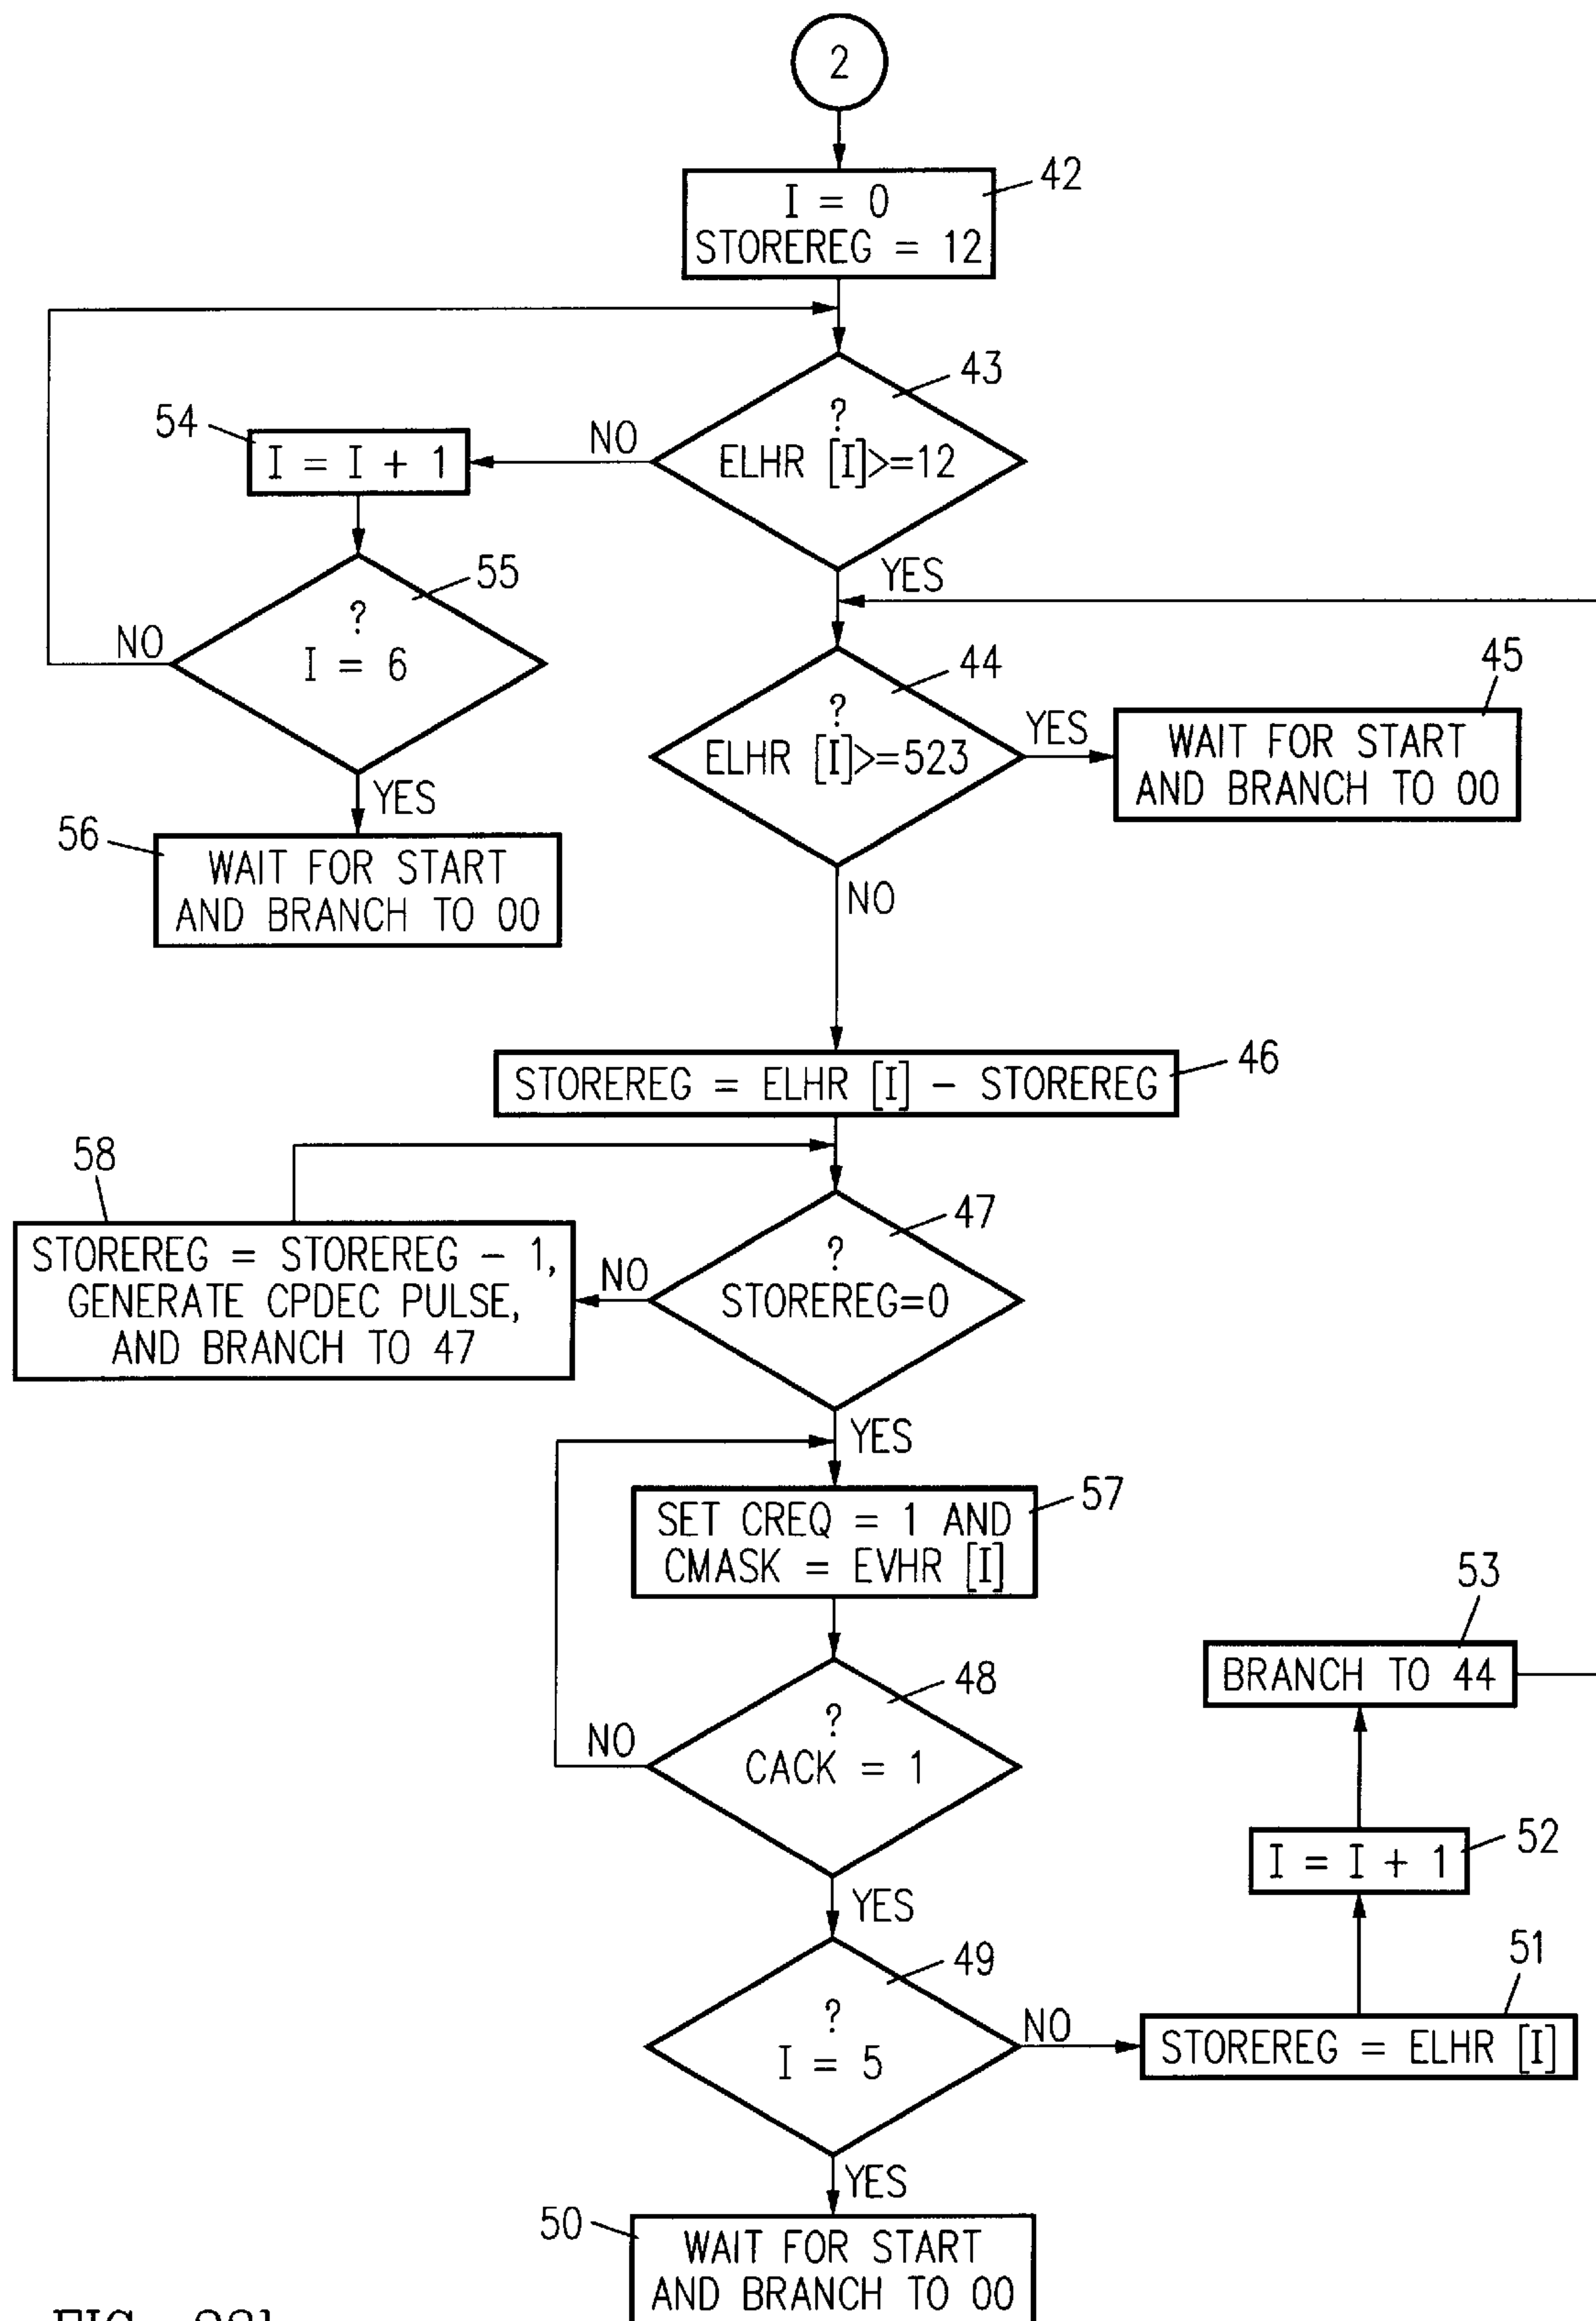 2
42
I = 0
STOREREG = 12
43
?
ELHR [I]>=12
NO
54
I = I + 1
YES
55
?
I = 6
NO
YES
56
WAIT FOR START
AND BRANCH TO 00
44
?
ELHR [I]>=523
YES
45
WAIT FOR START
AND BRANCH TO 00
NO
46
STOREREG = ELHR [I] - STOREREG
47
?
STOREREG=0
NO
58
STOREREG = STOREREG - 1,
GENERATE CPDEC PULSE,
AND BRANCH TO 47
YES
57
SET CREQ = 1 AND
CMASK = EVHR [I]
48
?
CACK = 1
NO
YES
49
?
I = 5
NO
51
STOREREG = ELHR [I]
52
I = I + 1
53
BRANCH TO 44
YES
50
WAIT FOR START
AND BRANCH TO 00
FIG.